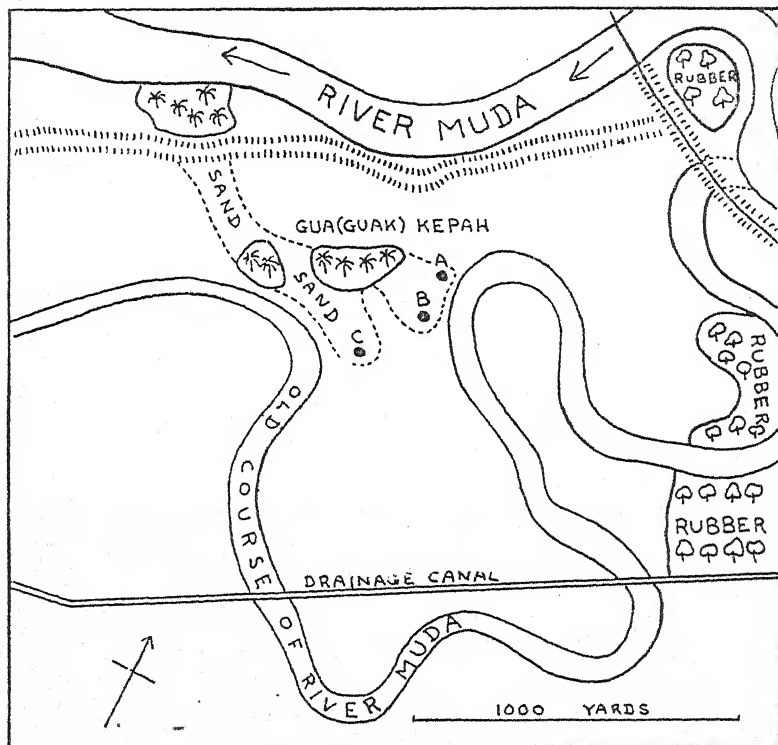 RIVER MUDA
RUBBER
SAND
GUA(GUAK) KEPAH
A
B
SAND
C
RUBBER
OLD COURSE OF RIVER MUDA
RUBBER
DRAINAGE CANAL
1000 YARDS